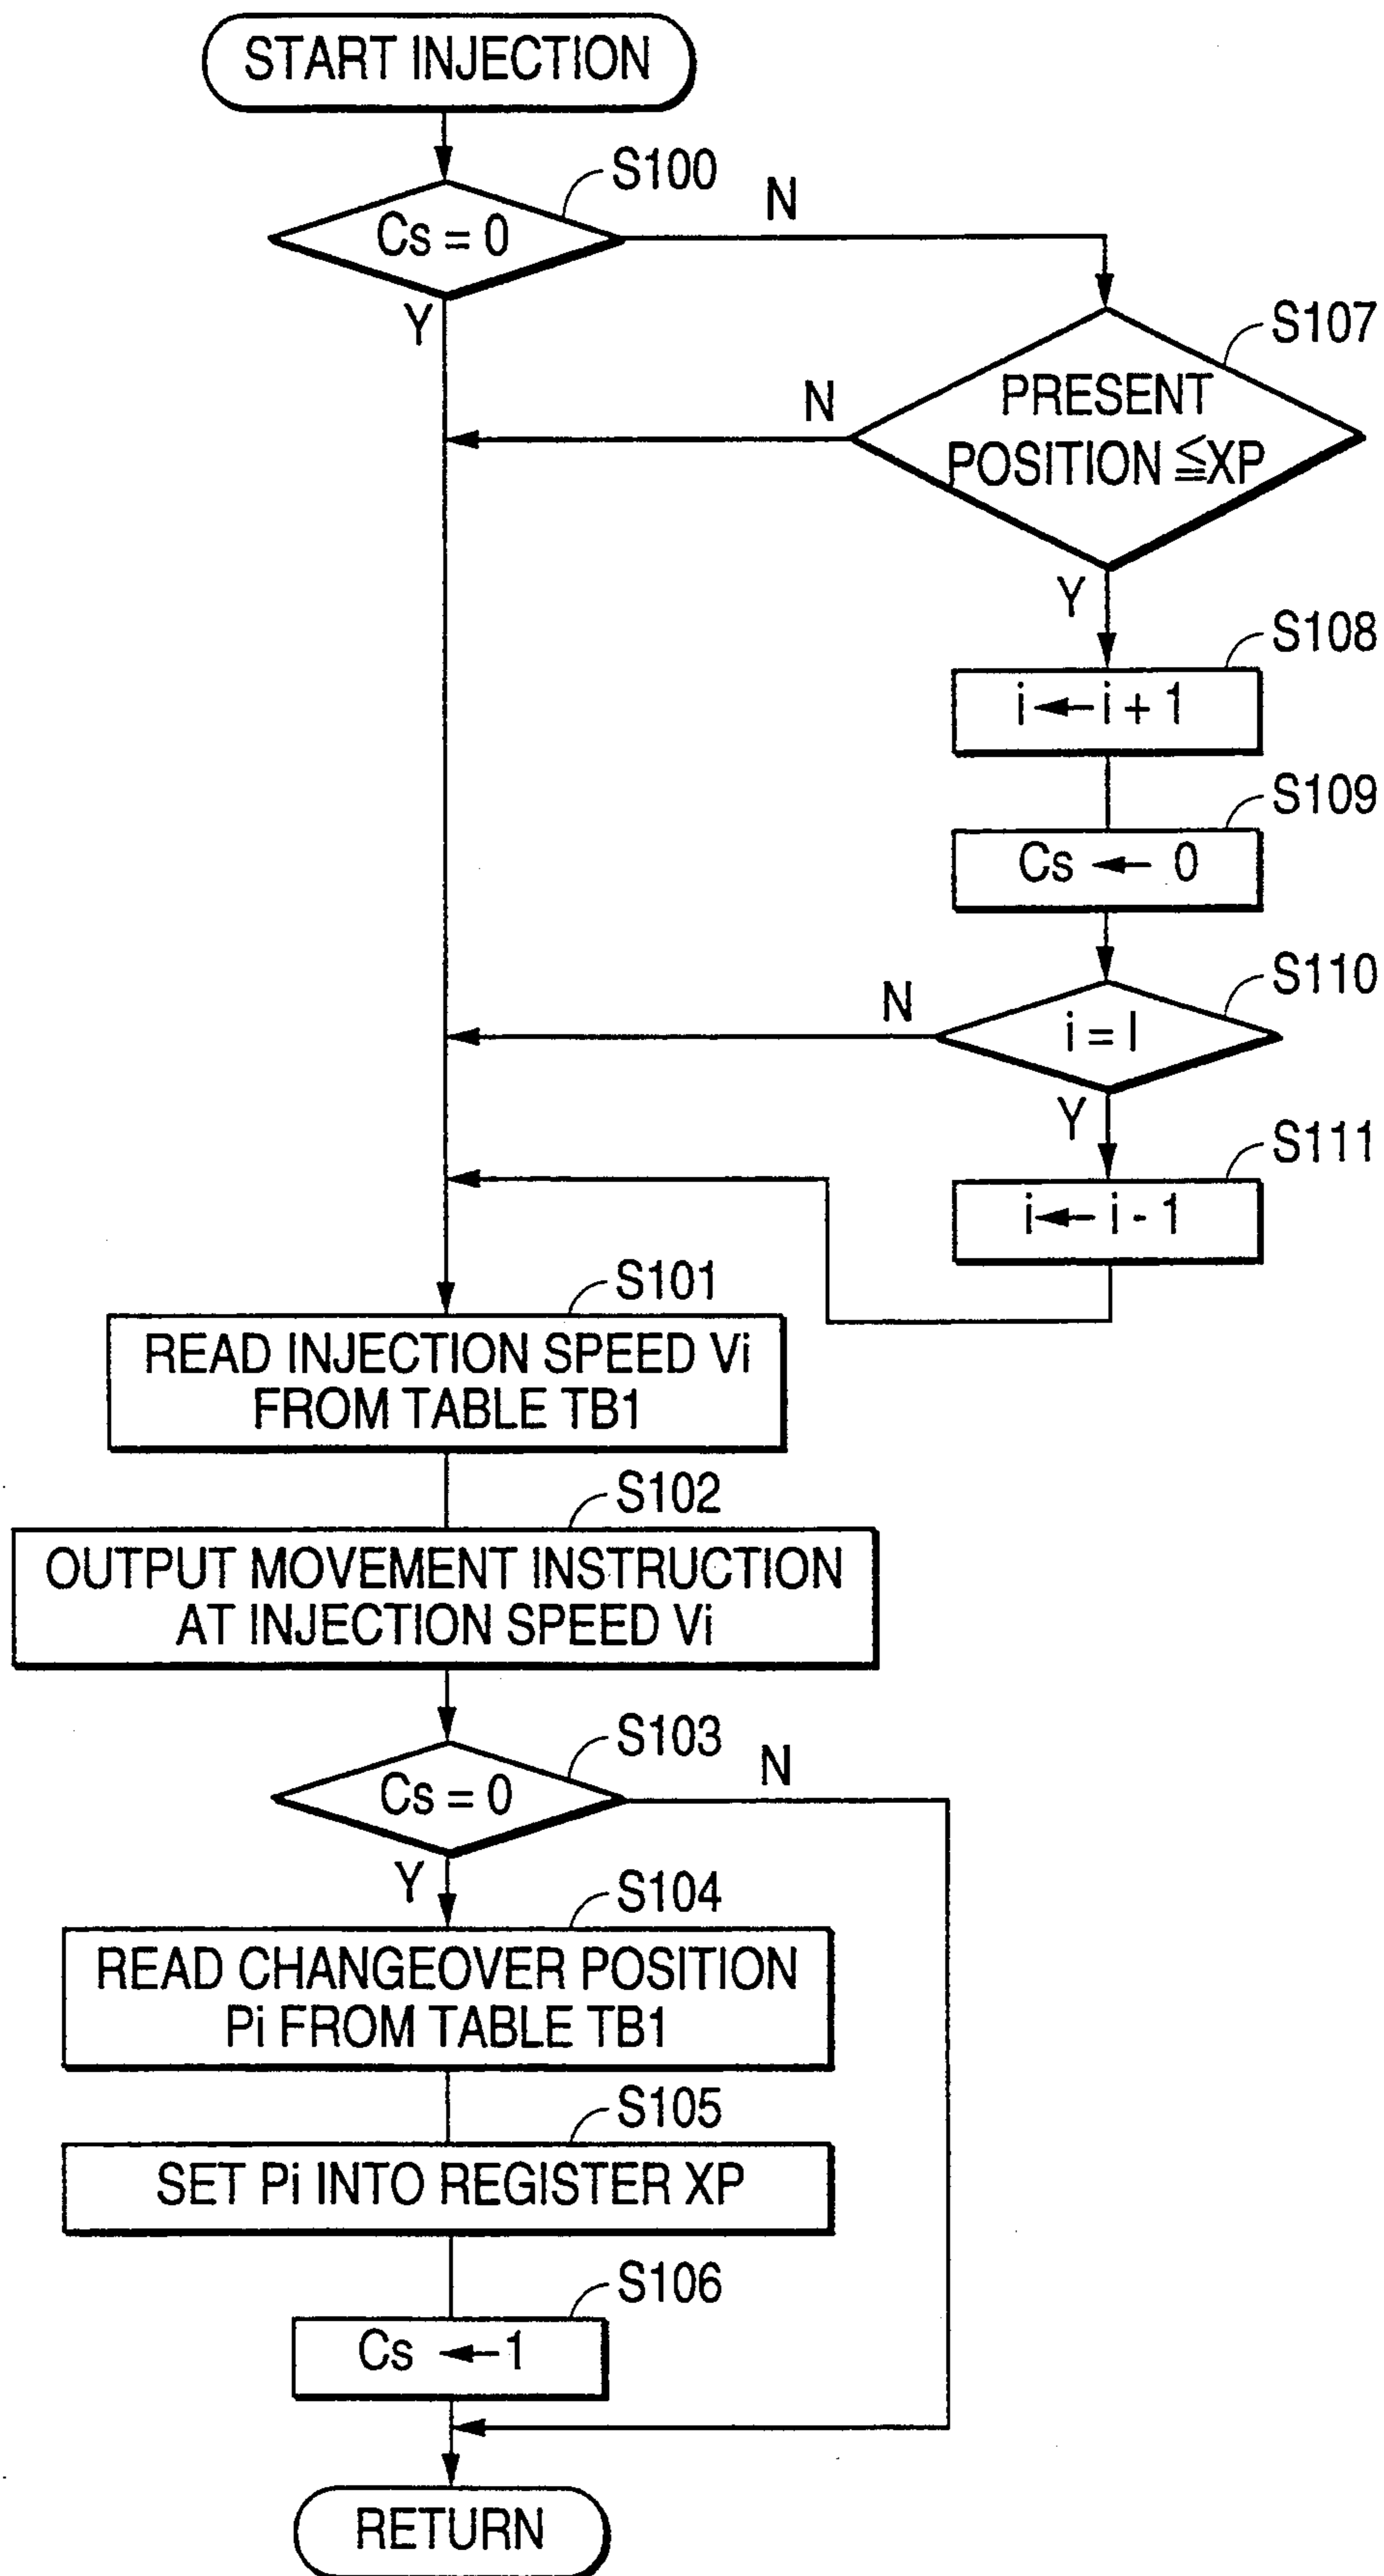 START INJECTION
S100
Cs = 0
N
Y
S107
PRESENT
POSITION ≦XP
N
Y
S108
i ← i + 1
S109
Cs ← 0
S110
i = I
N
Y
S111
i ← i - 1
S101
READ INJECTION SPEED Vi
FROM TABLE TB1
S102
OUTPUT MOVEMENT INSTRUCTION
AT INJECTION SPEED Vi
S103
Cs = 0
N
Y
S104
READ CHANGEOVER POSITION
Pi FROM TABLE TB1
S105
SET Pi INTO REGISTER XP
S106
Cs ← 1
RETURN